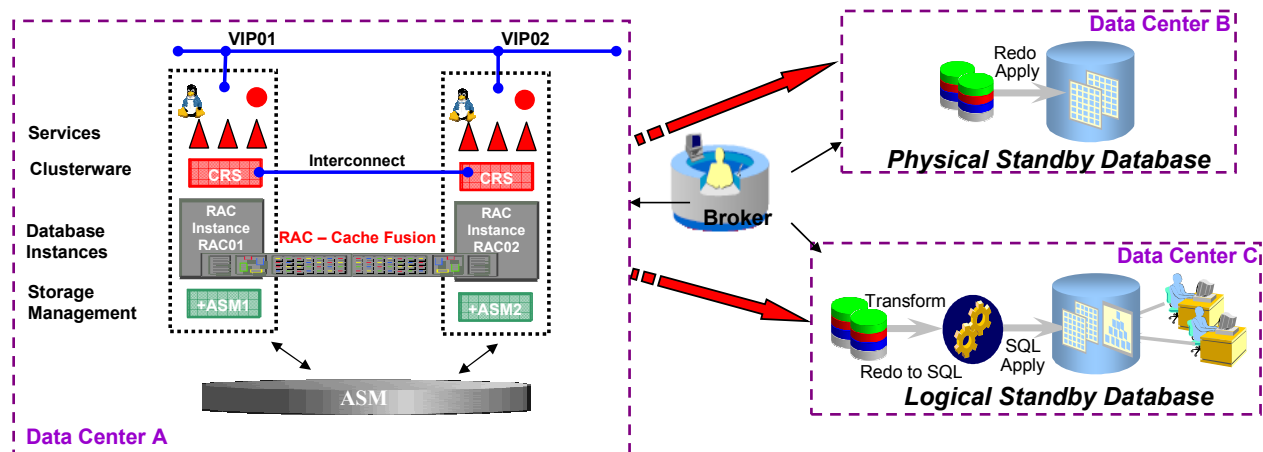 VIP01
VIP02
Services
Clusterware
Database
Instances
Storage
Management
CRS
Interconnect
CRS
RAC
Instance
RAC01
RAC – Cache Fusion
RAC
Instance
RAC02
+ASM1
+ASM2
ASM
Data Center A
Broker
Data Center B
Redo
Apply
Physical Standby Database
Data Center C
Transform
Redo to SQL
SQL
Apply
Logical Standby Database